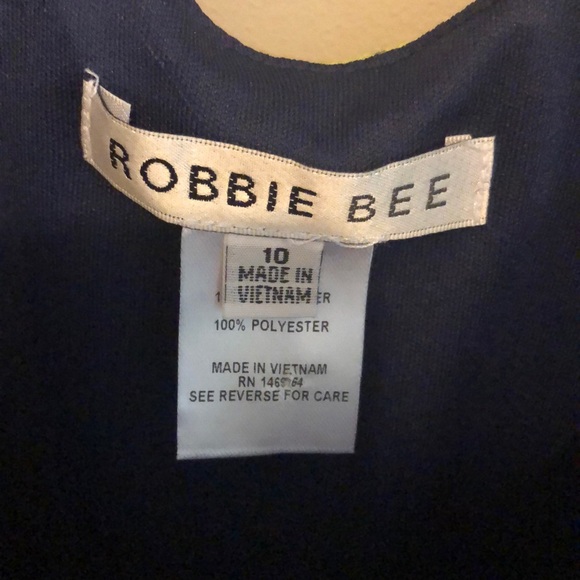 ROBBIE BEE
10
MADE IN
VIETNAM
100% POLYESTER
MADE IN VIETNAM
RN
SEE REVERSE FOR CARE